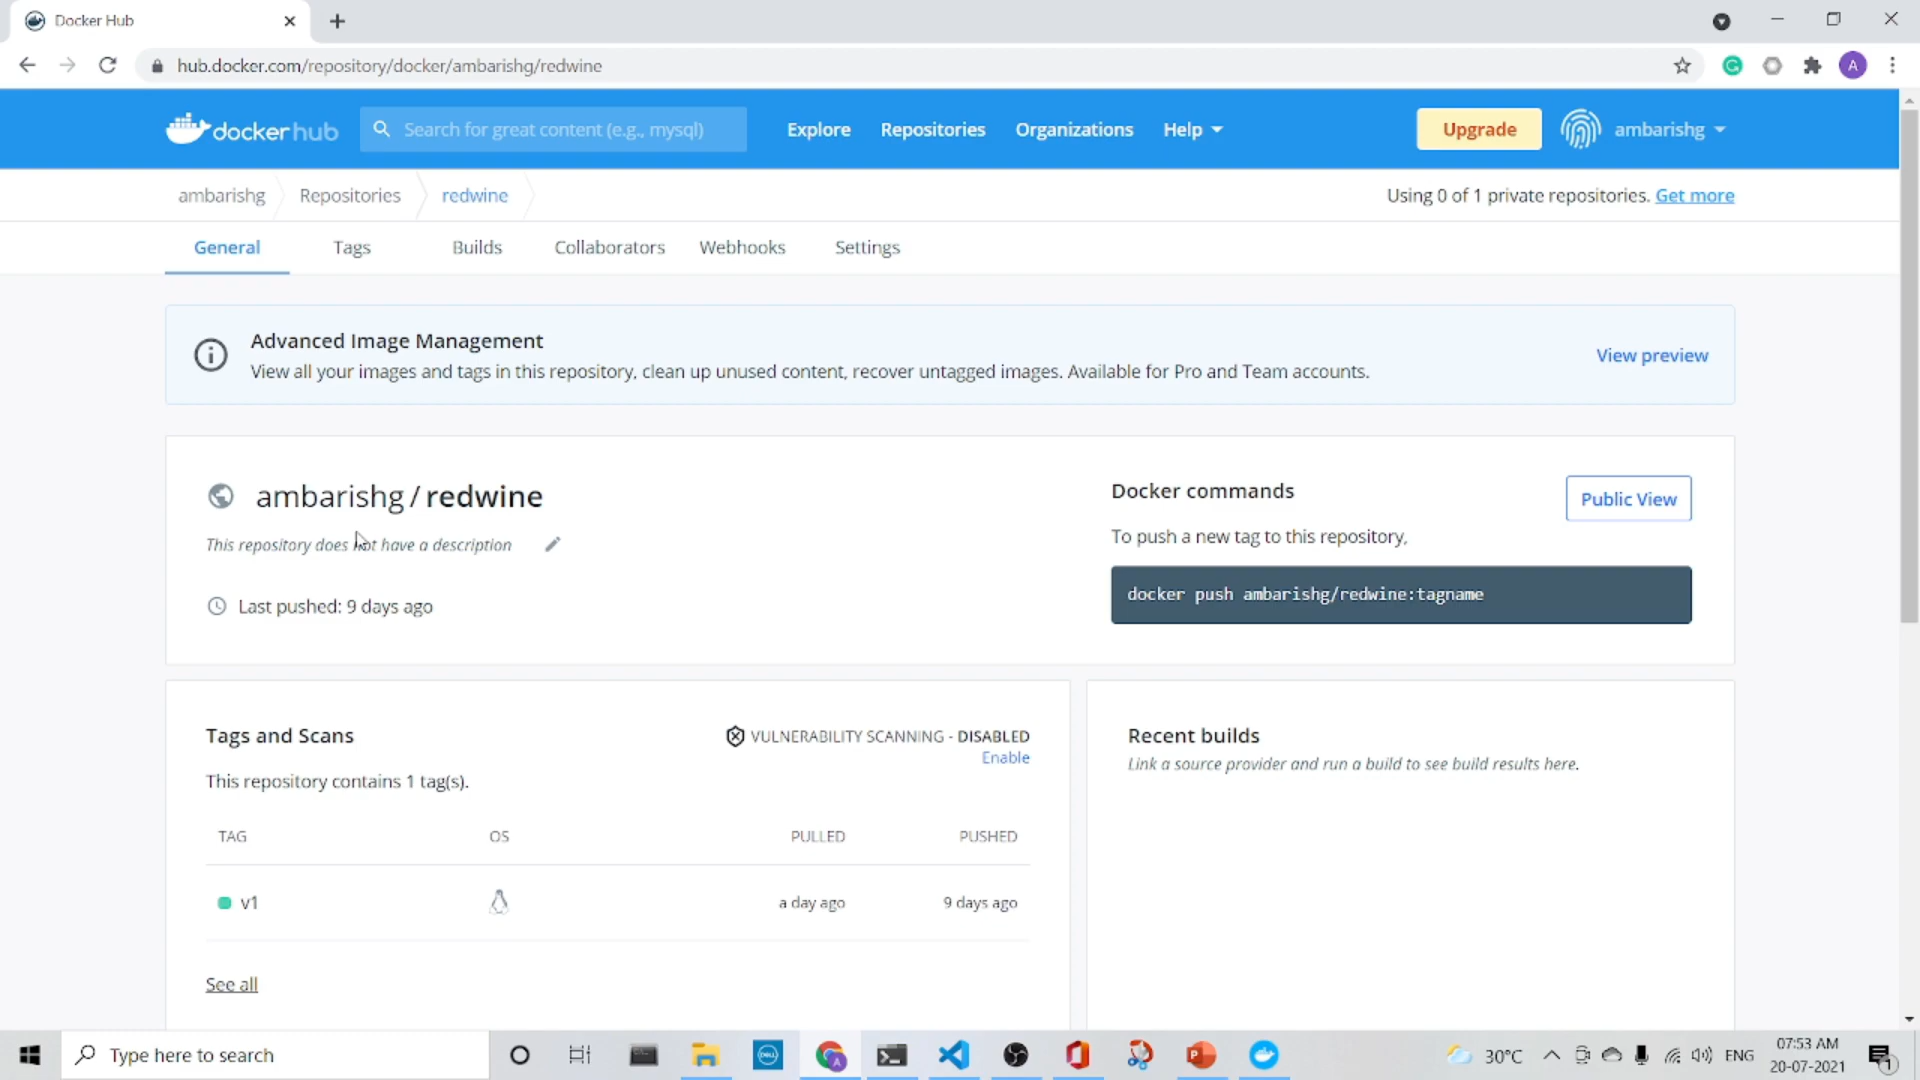 Docker Hub
hub.docker.com/repository/docker/ambarishg/redwine
A
dockerhub
Search for great content (e.g., mysql)
Explore
Repositories
Organizations
Help
Upgrade
ambarishg
ambarishg
Repositories
redwine
Using 0 of 1 private repositories. Get more
General
Tags
Builds
Collaborators
Webhooks
Settings
Advanced Image Management
View all your images and tags in this repository, clean up unused content, recover untagged images. Available for Pro and Team accounts.
View preview
ambarishg / redwine
This repository does not have a description
Last pushed: 9 days ago
Docker commands
Public View
To push a new tag to this repository,
docker push ambarishg/redwine:tagname
Tags and Scans
VULNERABILITY SCANNING - DISABLED
Enable
This repository contains 1 tag(s).
TAG
OS
PULLED
PUSHED
v1
a day ago
9 days ago
See all
Recent builds
Link a source provider and run a build to see build results here.
Type here to search
DELL
A
P
30°C
ENG
07:53 AM
20-07-2021
1